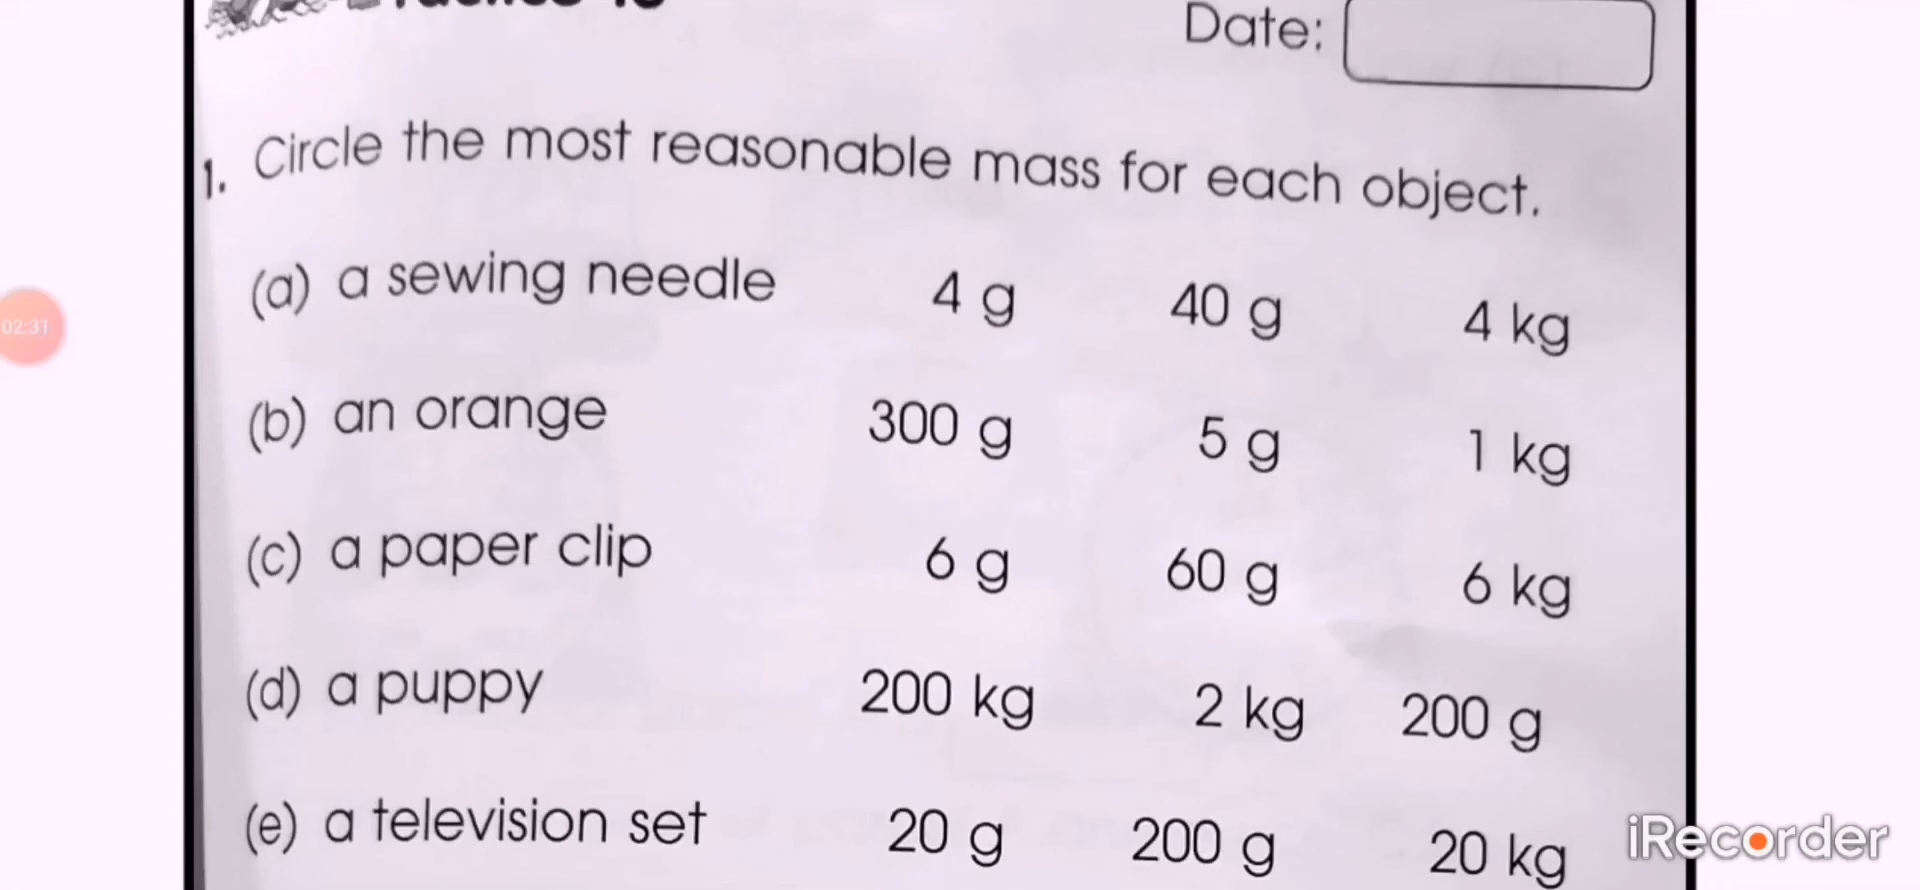 Date:
1. Circle the most reasonable mass for each object.
(a) a sewing needle 4 g 40 g 4 kg
(b) an orange 300 g 5 g 1 kg
(c) a paper clip 6 g 60 g 6 kg
(d) a puppy 200 kg 2 kg 200 g
(e) a television set 20 g 200 g 20 kg
02:31
iRecorder